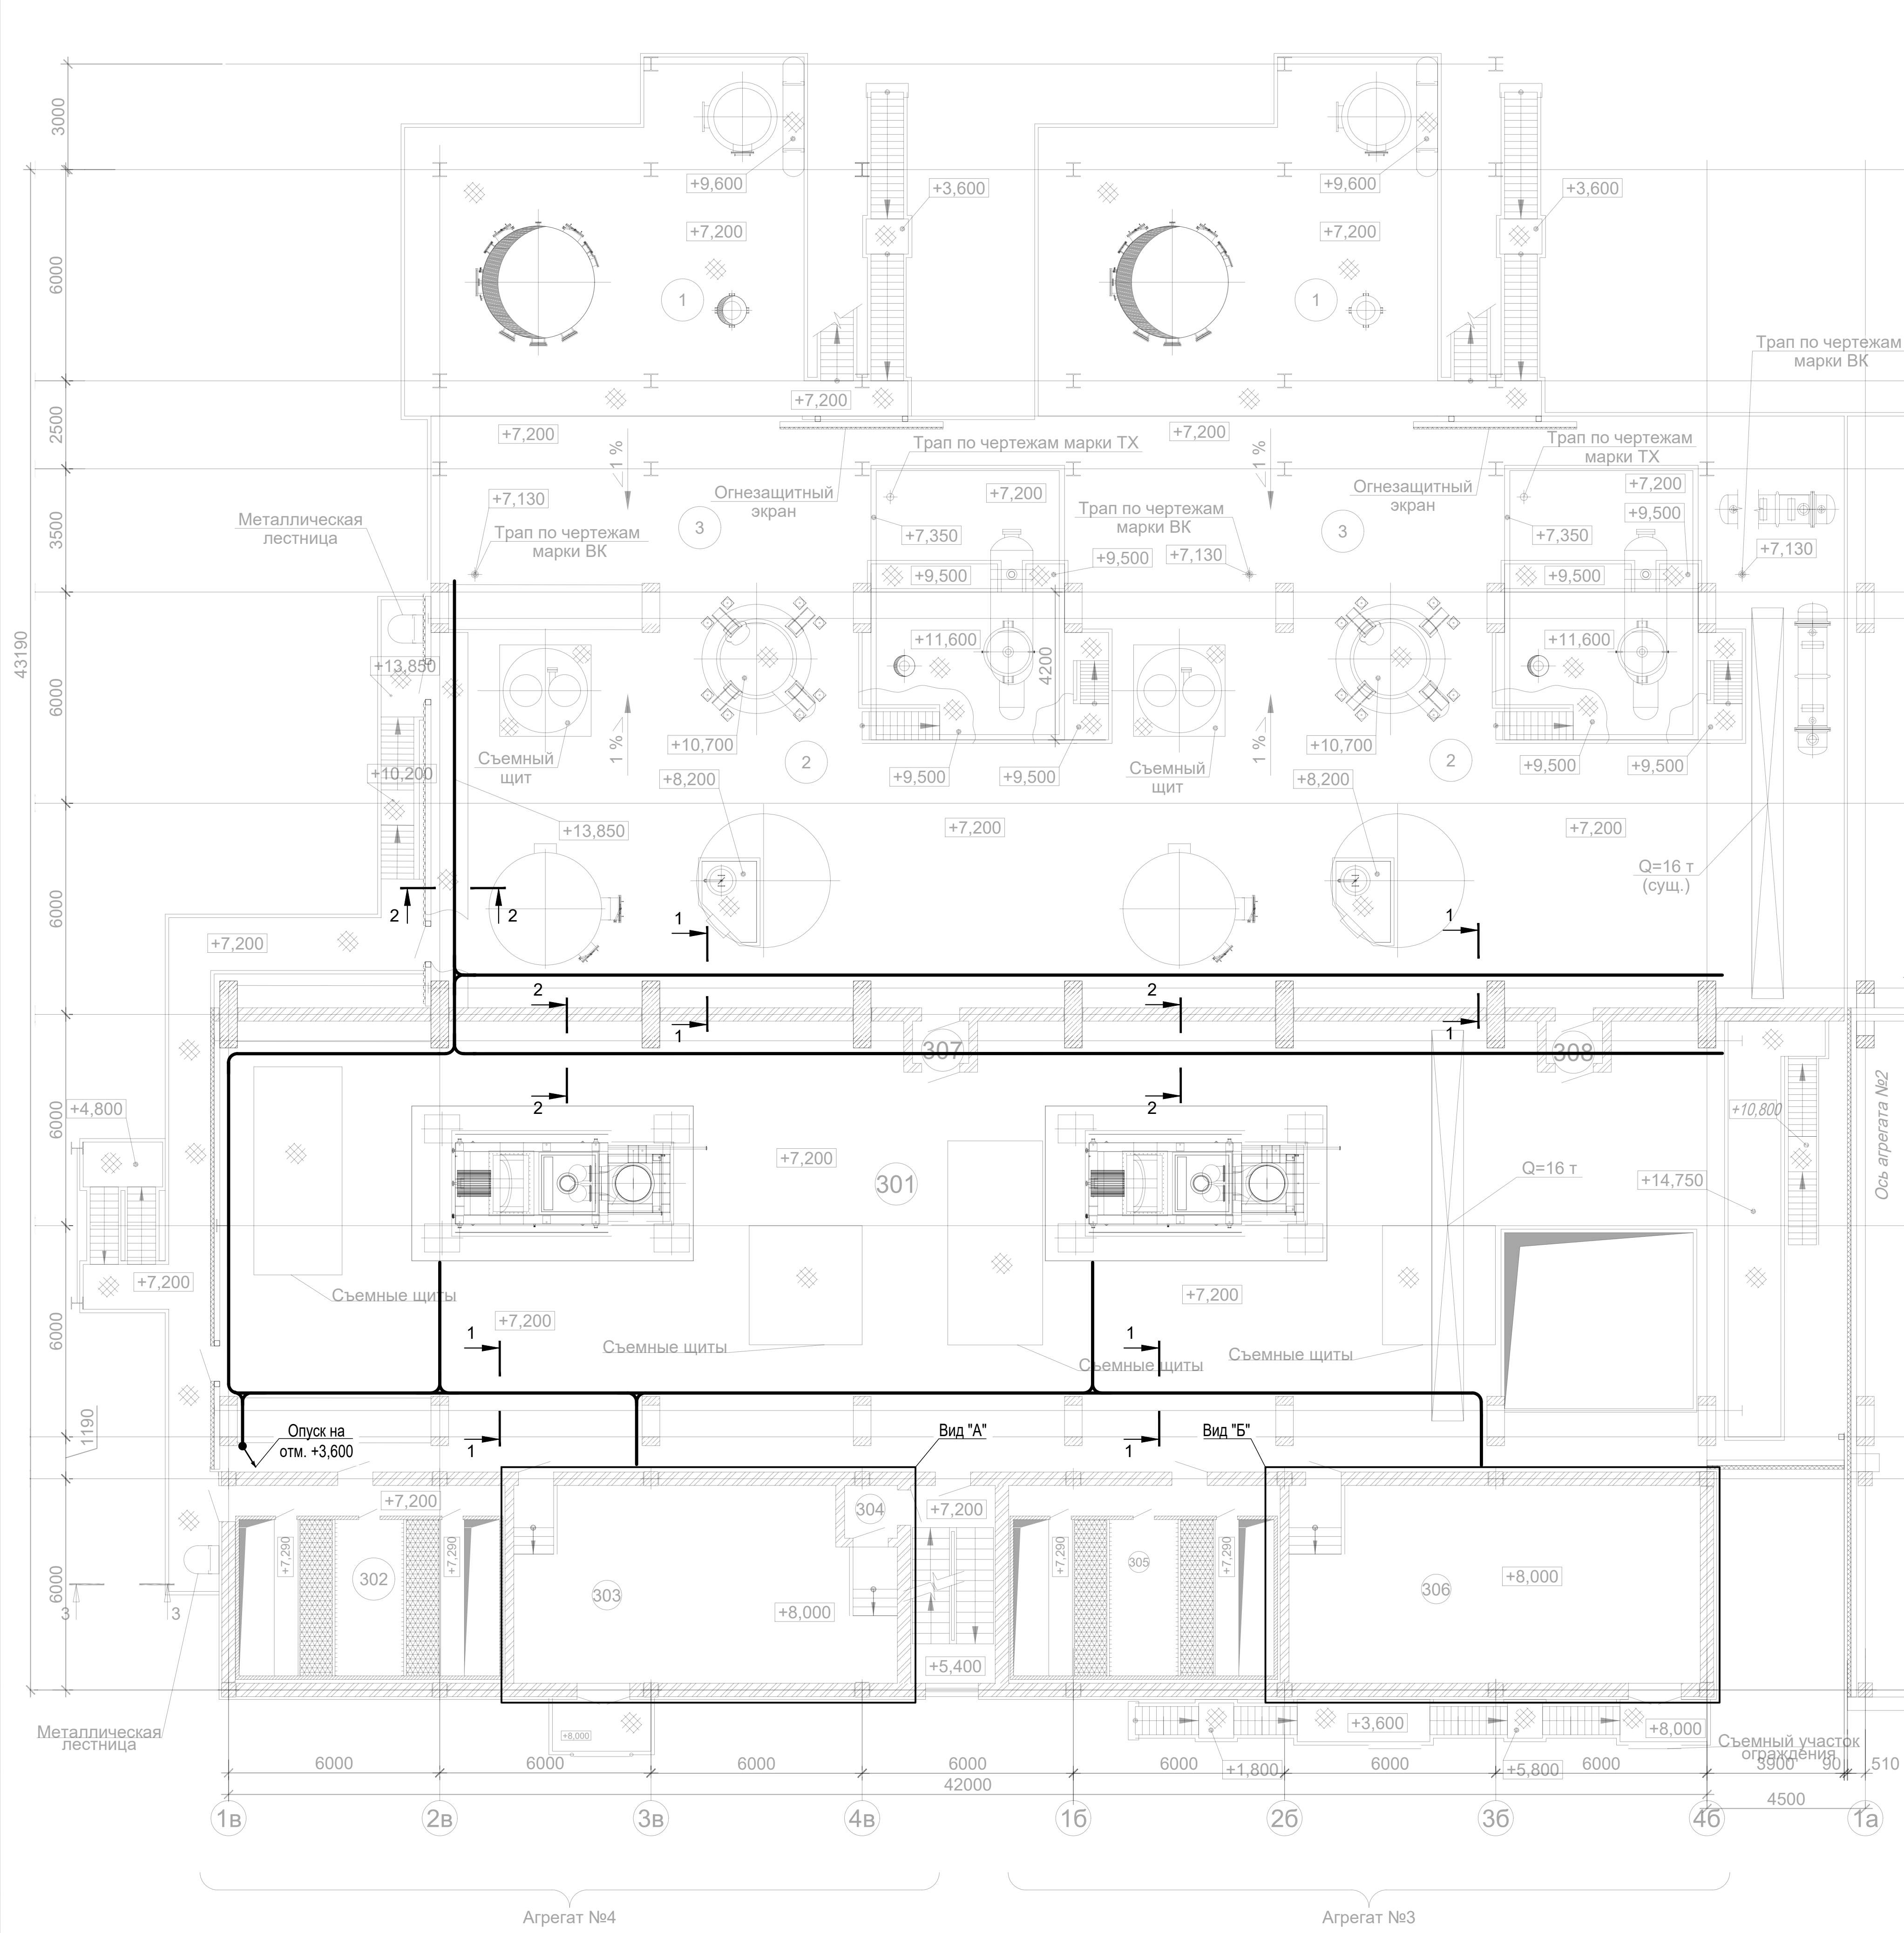 3000
+9,600
+3,600
+7,200
1
+9,600
+3,600
+7,200
1
6000
Трап по чертежам
марки ВК
+7,200
2500
+7,200
1 %
Трап по чертежам марки ТХ
+7,200
1 %
Трап по чертежам
марки ТХ
Огнезащитный
экран
+7,200
Огнезащитный
экран
+7,200
+9,500
+7,130
Металлическая
лестница
3
Трап по чертежам
марки ВК
3
3500
Трап по чертежам
марки ВК
+7,350
+7,350
+9,500
+7,130
+7,130
+9,500
+9,500
43190
+13,850
+11,600
4200
+11,600
6000
+10,700
1 %
+10,700
1 %
Съемный
щит
2
Съемный
щит
2
+10,200
+8,200
+9,500
+9,500
+8,200
+9,500
+9,500
+13,850
+7,200
+7,200
Q=16 т
(сущ.)
6000
2
2
1
1
+7,200
2
1
2
1
307
308
+4,800
6000
2
2
+10,800
Ось агрегата №2
+7,200
301
Q=16 т
+14,750
+7,200
Съемные щиты
+7,200
+7,200
6000
1
Съемные щиты
1
Съемные щиты
Съемные щиты
1190
Опуск на
отм. +3,600
1
Вид "А"
1
Вид "Б"
+7,200
304
+7,200
+7,290
302
+7,290
303
+8,000
+7,290
305
+7,290
306
+8,000
6000
3
3
+5,400
Металлическая
лестница
+8,000
+3,600
+8,000
Съемный участок
ограждения
6000
6000
6000
6000
6000
+1,800
6000
+5,800
6000
3900
90
510
42000
4500
1в
2в
3в
4в
1б
2б
3б
4б
1а
Агрегат №4
Агрегат №3